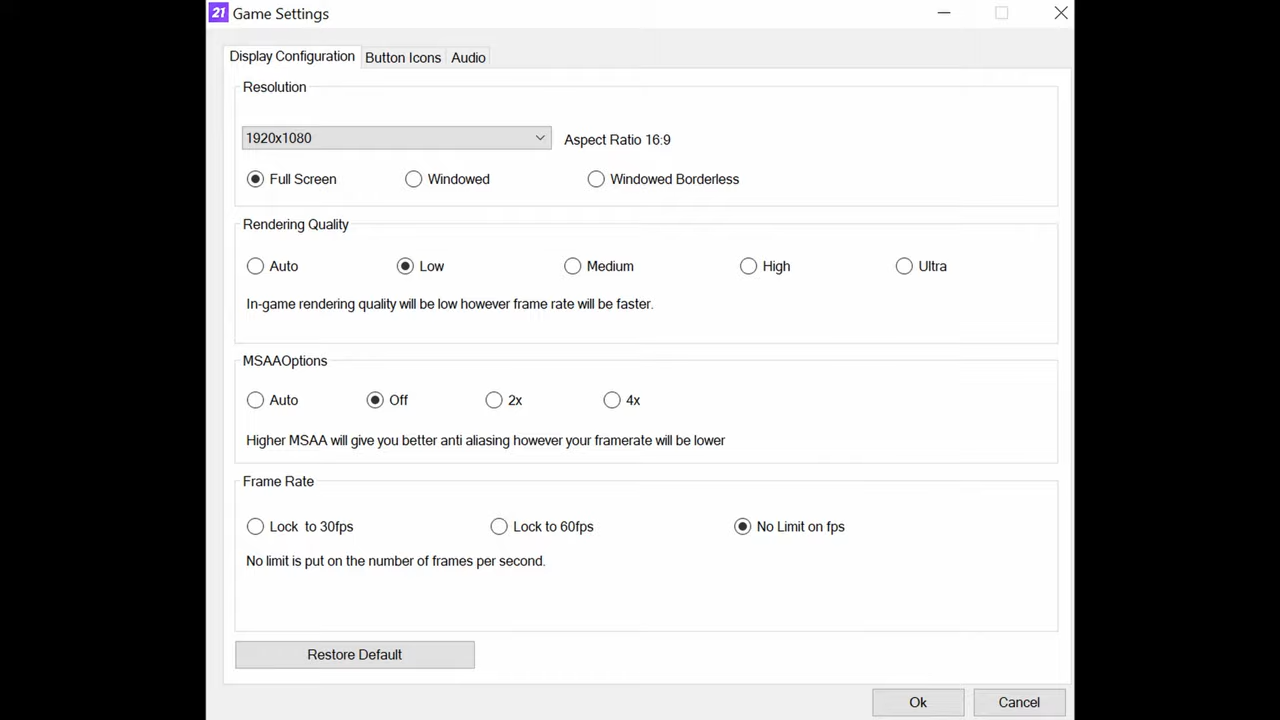 21 Game Settings
Display Configuration Button Icons Audio
Resolution
1920x1080 Aspect Ratio 16:9
Full Screen Windowed Windowed Borderless
Rendering Quality
Auto Low Medium High Ultra
In-game rendering quality will be low however frame rate will be faster.
MSAAOptions
Auto Off 2x 4x
Higher MSAA will give you better anti aliasing however your framerate will be lower
Frame Rate
Lock to 30fps Lock to 60fps No Limit on fps
No limit is put on the number of frames per second.
Restore Default
Ok Cancel